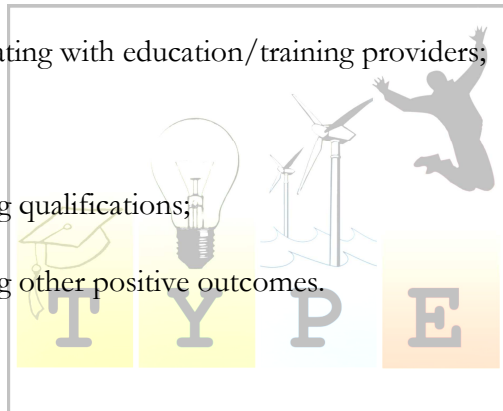 ating with education/training providers;
g qualifications;
g other positive outcomes.
T Y P E